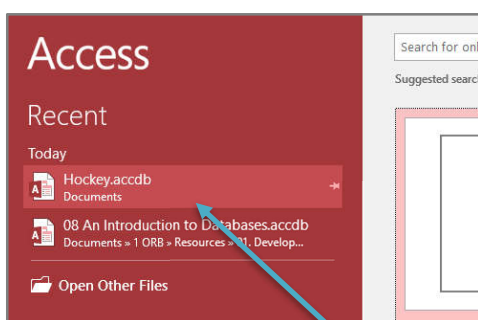 Access
Search for onl
Suggested searc
Recent
Today
Hockey.accdb
Documents
08 An Introduction to Databases.accdb
Documents » 1 ORB » Resources » 01. Develop...
Open Other Files